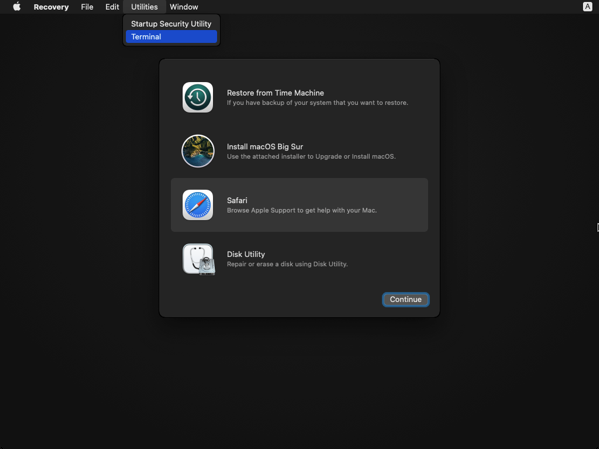 Recovery File Edit Utilities Window A
Startup Security Utility
Terminal
Restore from Time Machine
If you have backup of your system that you want to restore.
Install macOS Big Sur
Use the attached installer to Upgrade or Install macOS.
Safari
Browse Apple Support to get help with your Mac.
Disk Utility
Repair or erase a disk using Disk Utility.
Continue